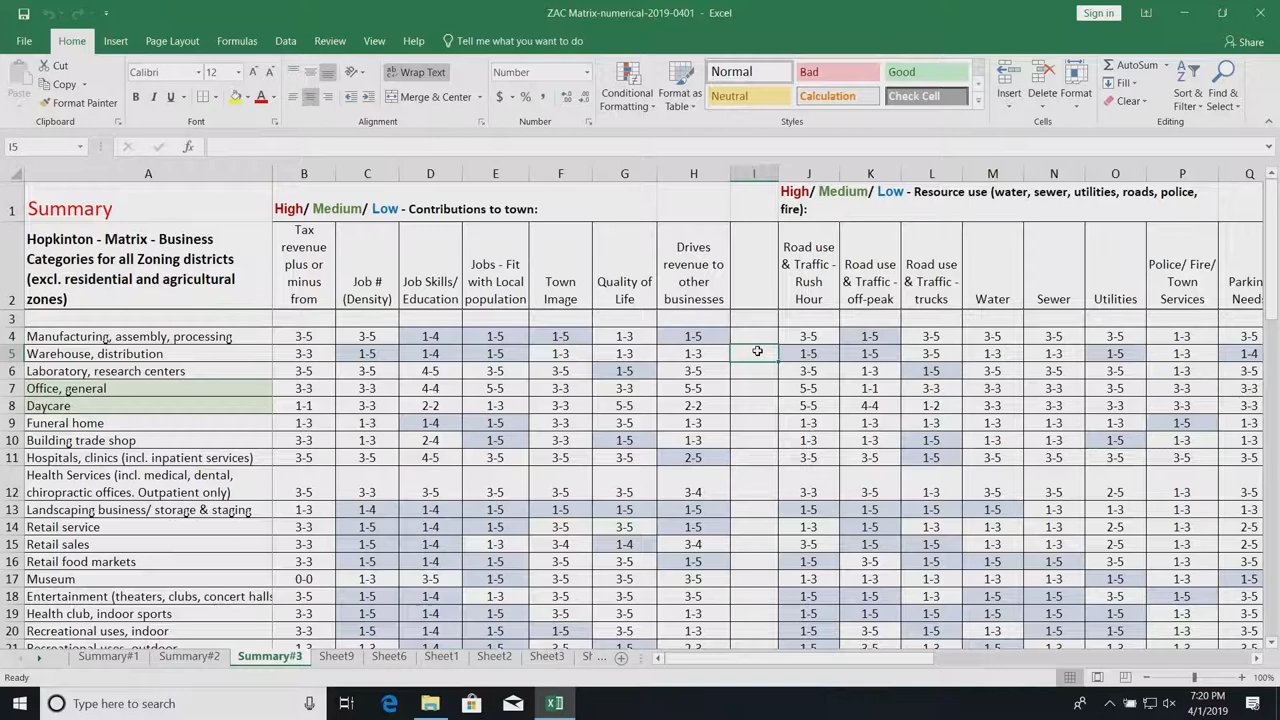 ZAC Matrix-numerical-2019-0401 - Excel
Sign in
File Home Insert Page Layout Formulas Data Review View Help Tell me what you want to do Share
Paste Cut Copy Format Painter Clipboard
Calibri 12 B I U A Font
Wrap Text Merge & Center Alignment
Number $ % , Number
Conditional Formatting Format as Table Normal Bad Good Neutral Calculation Check Cell Styles
Insert Delete Format Cells
AutoSum Fill Clear Sort & Filter Find & Select Editing
I5 fx
A B C D E F G H I J K L M N O P Q
1 Summary High/ Medium/ Low - Contributions to town: High/ Medium/ Low - Resource use (water, sewer, utilities, roads, police, fire):
2 Hopkinton - Matrix - Business Categories for all Zoning districts (excl. residential and agricultural zones) Tax revenue plus or minus from Job # (Density) Job Skills/ Education Jobs - Fit with Local population Town Image Quality of Life Drives revenue to other businesses Road use & Traffic - Rush Hour Road use & Traffic - off-peak Road use & Traffic - trucks Water Sewer Utilities Police/ Fire/ Town Services Parkin Need
3
4 Manufacturing, assembly, processing 3-5 3-5 1-4 1-5 1-5 1-3 1-5 3-5 1-5 3-5 3-5 3-5 3-5 1-3 3-5
5 Warehouse, distribution 3-3 1-5 1-4 1-5 1-3 1-3 1-3 1-5 1-5 3-5 1-3 1-3 1-5 1-3 1-4
6 Laboratory, research centers 3-5 3-5 4-5 3-5 3-5 1-5 3-5 3-5 1-3 1-5 3-5 3-5 3-5 1-3 3-5
7 Office, general 3-3 3-3 4-4 5-5 3-3 3-3 5-5 5-5 1-1 1-3 3-3 3-3 3-3 3-3 3-3
8 Daycare 1-1 3-3 2-2 1-3 3-3 5-5 2-2 5-5 4-4 1-2 3-3 3-3 3-3 3-3 3-3
9 Funeral home 1-3 1-3 1-4 1-5 3-3 3-5 1-3 1-3 3-5 1-3 1-3 1-3 1-3 1-5 3-5
10 Building trade shop 3-3 1-3 2-4 1-5 3-3 1-5 1-3 1-3 1-3 1-5 1-3 1-3 1-5 1-3 1-3
11 Hospitals, clinics (incl. inpatient services) 1-3 3-5 4-5 3-5 3-5 3-5 2-5 3-5 3-5 1-5 3-5 3-5 3-5 3-5 3-5
12 Health Services (incl. medical, dental, chiropractic offices. Outpatient only) 3-5 3-3 3-5 3-5 3-5 3-5 3-4 3-3 3-5 1-3 3-5 3-5 2-5 1-3 3-5
13 Landscaping business/ storage & staging 1-3 1-4 1-4 1-5 1-5 1-5 1-5 1-5 1-5 1-5 1-5 1-3 1-3 1-3 1-3
14 Retail service 3-3 1-5 1-4 1-5 3-5 3-5 1-5 1-3 1-5 1-3 1-3 1-3 2-5 1-3 2-5
15 Retail sales 3-3 1-5 1-4 1-3 3-4 1-4 3-4 3-5 1-5 1-5 1-3 1-3 2-5 1-3 2-5
16 Retail food markets 3-3 1-5 1-4 1-5 3-5 3-5 1-5 1-5 1-5 1-5 1-5 1-5 1-5 1-3 3-5
17 Museum 0-0 1-3 3-5 1-5 3-5 3-5 3-5 1-3 3-5 1-3 1-3 1-3 1-5 1-3 1-5
18 Entertainment (theaters, clubs, concert halls 3-3 1-5 1-4 1-5 3-5 3-5 3-5 1-5 3-5 1-5 1-5 1-5 1-5 1-5 3-5
19 Health club, indoor sports 3-3 1-5 1-4 1-5 3-5 3-5 1-3 1-5 1-5 1-5 1-5 1-5 1-5 1-3 3-5
20 Recreational uses, indoor 3-3 1-5 1-4 1-5 1-5 3-5 1-3 1-5 3-5 1-5 1-3 1-5 1-5 1-3 3-5
Summary#1 Summary#2 Summary#3 Sheet9 Sheet6 Sheet1 Sheet2 Sheet3 ...
Ready 100%
Type here to search 7:20 PM
4/1/2019